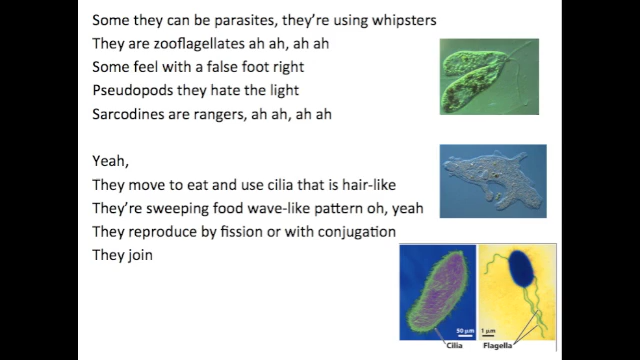 Some they can be parasites, they're using whipsters
They are zooflagellates ah ah, ah ah
Some feel with a false foot right
Pseudopods they hate the light
Sarcodines are rangers, ah ah, ah ah
Yeah,
They move to eat and use cilia that is hair-like
They're sweeping food wave-like pattern oh, yeah
They reproduce by fission or with conjugation
They join
50 µm
1 µm
Cilia
Flagella